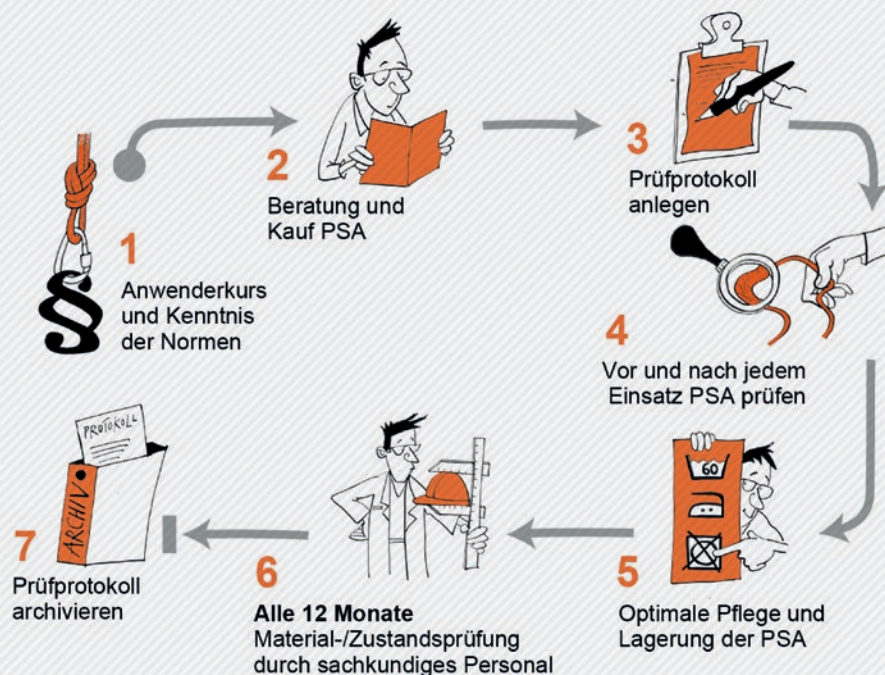 1
Anwenderkurs
und Kenntnis
der Normen
2
Beratung und
Kauf PSA
3
Prüfprotokoll
anlegen
4
Vor und nach jedem
Einsatz PSA prüfen
60
5
Optimale Pflege und
Lagerung der PSA
6
Alle 12 Monate
Material-/Zustandsprüfung
durch sachkundiges Personal
PROTOKOLL
ARCHIV
7
Prüfprotokoll
archivieren
§